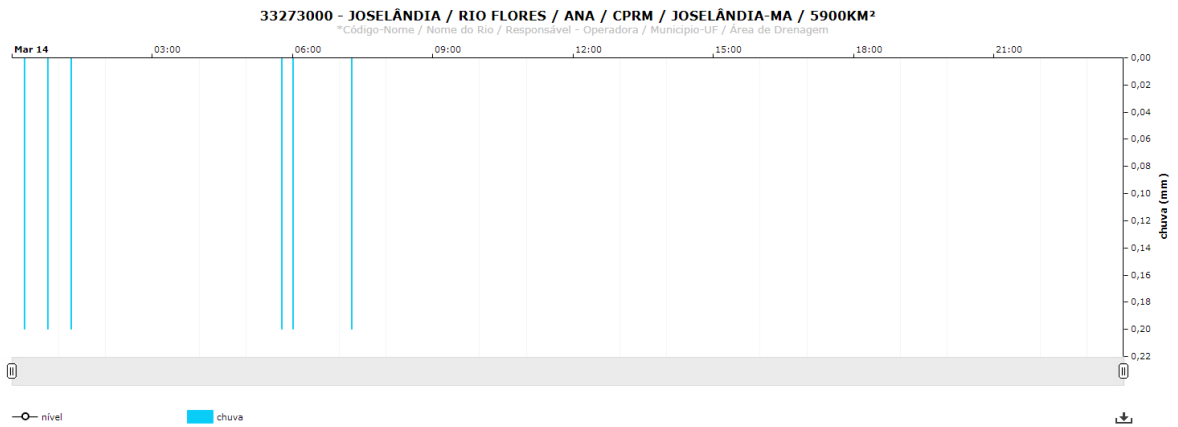 33273000 - JOSELÂNDIA / RIO FLORES / ANA / CPRM / JOSELÂNDIA-MA / 5900KM²
*Código-Nome / Nome do Rio / Responsável - Operadora / Municipio-UF / Área de Drenagem
Mar 14 03:00 06:00 09:00 12:00 15:00 18:00 21:00
0,00
0,02
0,04
0,06
0,08
0,10
0,12
0,14
0,16
0,18
0,20
0,22
chuva (mm)
nível chuva